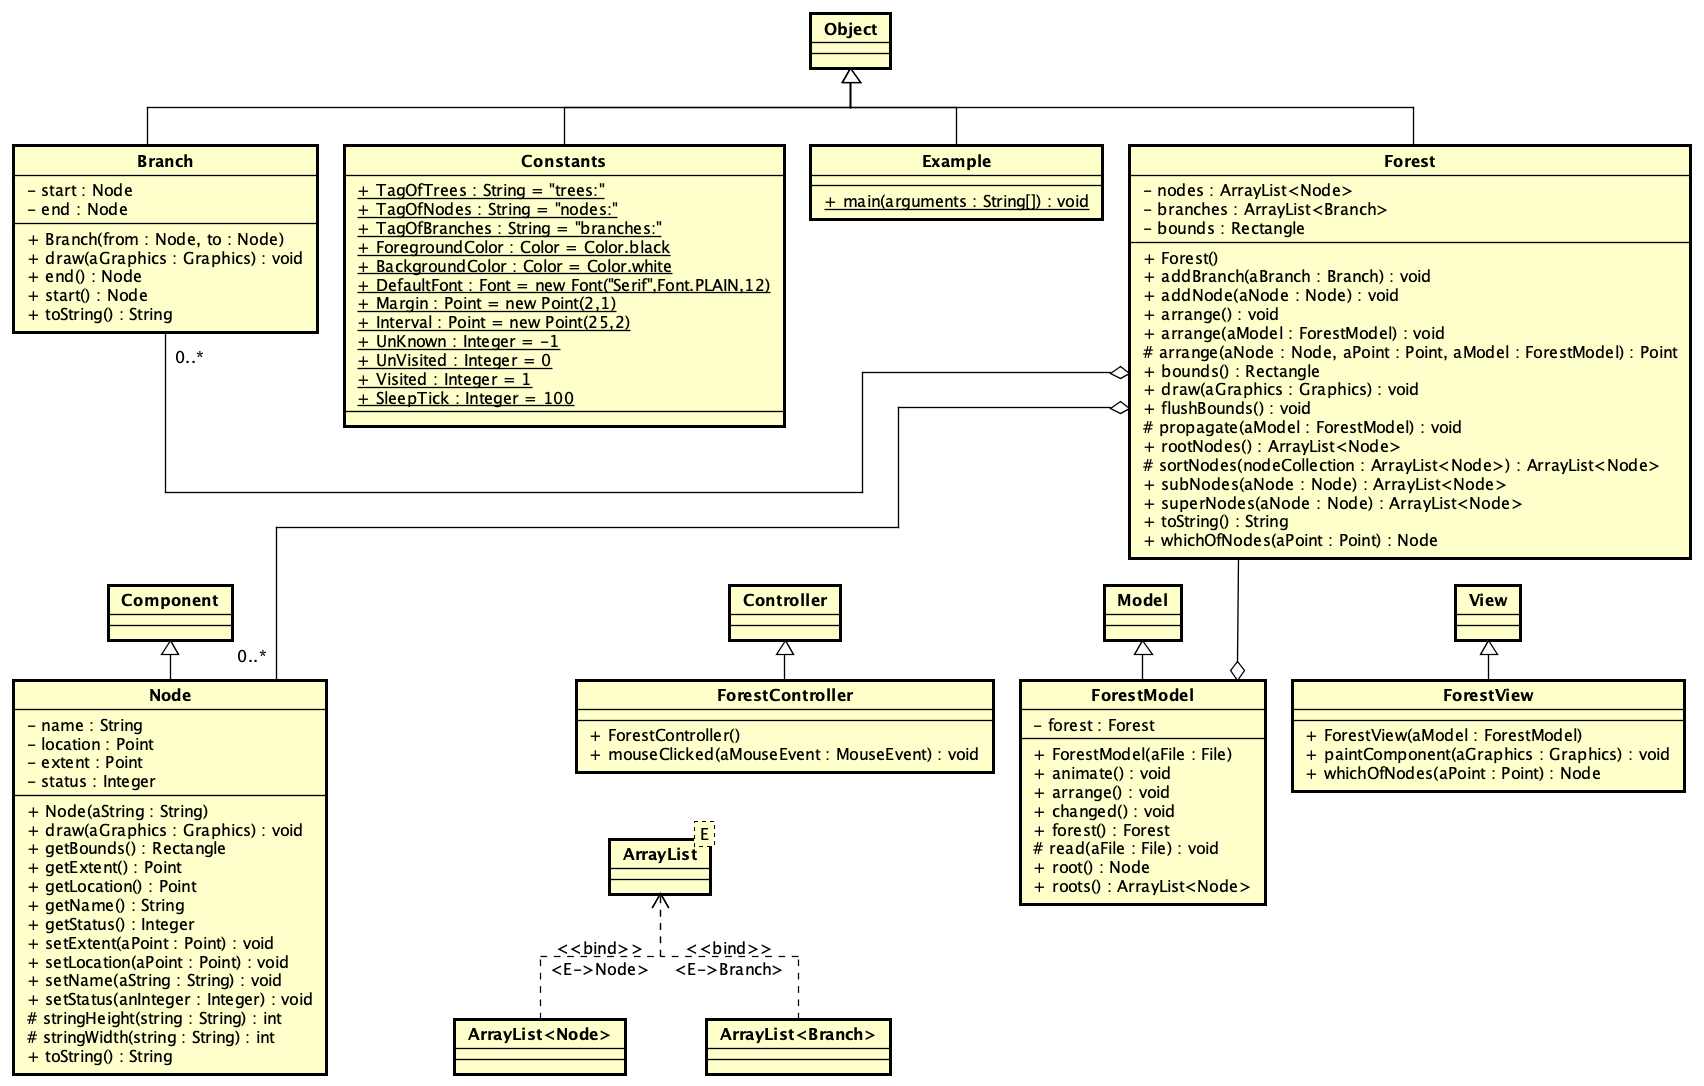 Object
Branch
– start : Node
– end : Node
+ Branch(from : Node, to : Node)
+ draw(aGraphics : Graphics) : void
+ end() : Node
+ start() : Node
+ toString() : String
0..*
Constants
+ TagOfTrees : String = "trees:"
+ TagOfNodes : String = "nodes:"
+ TagOfBranches : String = "branches:"
+ ForegroundColor : Color = Color.black
+ BackgroundColor : Color = Color.white
+ DefaultFont : Font = new Font("Serif",Font.PLAIN,12)
+ Margin : Point = new Point(2,1)
+ Interval : Point = new Point(25,2)
+ UnKnown : Integer = –1
+ UnVisited : Integer = 0
+ Visited : Integer = 1
+ SleepTick : Integer = 100
Example
+ main(arguments : String[]) : void
Forest
– nodes : ArrayList<Node>
– branches : ArrayList<Branch>
– bounds : Rectangle
+ Forest()
+ addBranch(aBranch : Branch) : void
+ addNode(aNode : Node) : void
+ arrange() : void
+ arrange(aModel : ForestModel) : void
# arrange(aNode : Node, aPoint : Point, aModel : ForestModel) : Point
+ bounds() : Rectangle
+ draw(aGraphics : Graphics) : void
+ flushBounds() : void
# propagate(aModel : ForestModel) : void
+ rootNodes() : ArrayList<Node>
# sortNodes(nodeCollection : ArrayList<Node>) : ArrayList<Node>
+ subNodes(aNode : Node) : ArrayList<Node>
+ superNodes(aNode : Node) : ArrayList<Node>
+ toString() : String
+ whichOfNodes(aPoint : Point) : Node
Component
0..*
Node
– name : String
– location : Point
– extent : Point
– status : Integer
+ Node(aString : String)
+ draw(aGraphics : Graphics) : void
+ getBounds() : Rectangle
+ getExtent() : Point
+ getLocation() : Point
+ getName() : String
+ getStatus() : Integer
+ setExtent(aPoint : Point) : void
+ setLocation(aPoint : Point) : void
+ setName(aString : String) : void
+ setStatus(anInteger : Integer) : void
# stringHeight(string : String) : int
# stringWidth(string : String) : int
+ toString() : String
Controller
ForestController
+ ForestController()
+ mouseClicked(aMouseEvent : MouseEvent) : void
Model
ForestModel
– forest : Forest
+ ForestModel(aFile : File)
+ animate() : void
+ arrange() : void
+ changed() : void
+ forest() : Forest
# read(aFile : File) : void
+ root() : Node
+ roots() : ArrayList<Node>
View
ForestView
+ ForestView(aModel : ForestModel)
+ paintComponent(aGraphics : Graphics) : void
+ whichOfNodes(aPoint : Point) : Node
E
ArrayList
<<bind>>
<E–>Node>
<<bind>>
<E–>Branch>
ArrayList<Node>
ArrayList<Branch>